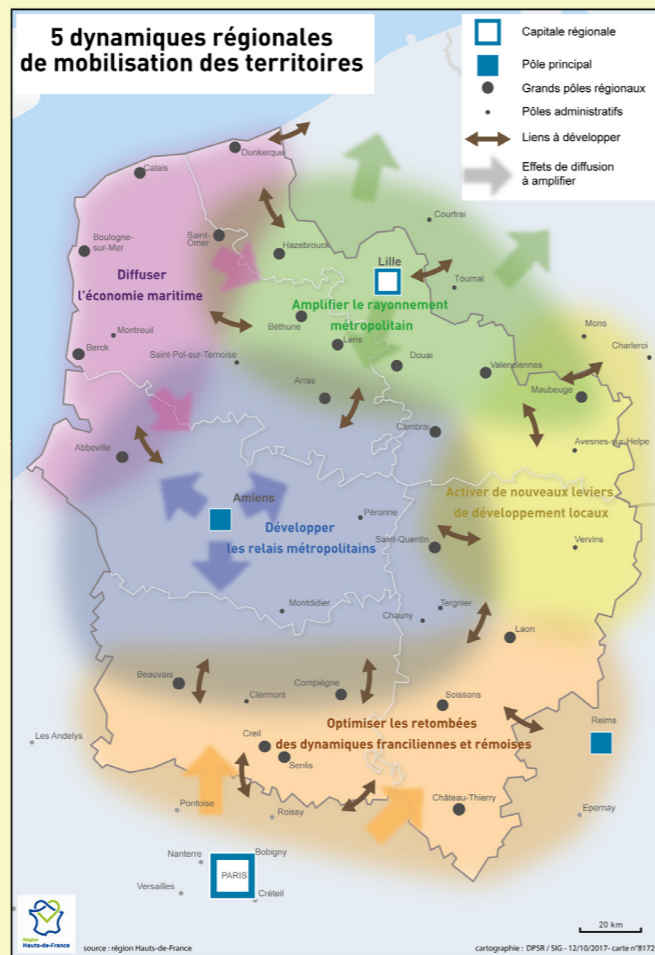 5 dynamiques régionales
de mobilisation des territoires
Capitale régionale
Pôle principal
Grands pôles régionaux
Pôles administratifs
Liens à développer
Effets de diffusion
à amplifier
Dunkerque
Calais
Courtrai
Boulogne-
sur-Mer
Saint-
Omer
Hazebrouck
Lille
Tournai
Diffuser
l'économie maritime
Amplifier le rayonnement
métropolitain
Montreuil
Béthune
Lens
Mons
Charleroi
Berck
Saint-Pol-sur-Ternoise
Douai
Valenciennes
Arras
Maubeuge
Cambrai
Abbeville
Avesnes-sur-Helpe
Amiens
Activer de nouveaux leviers
de développement locaux
Péronne
Développer
les relais métropolitains
Saint-Quentin
Vervins
Montdidier
Tergnier
Chauny
Laon
Beauvais
Compiègne
Clermont
Soissons
Optimiser les retombées
des dynamiques franciliennes et rémoises
Reims
Les Andelys
Creil
Senlis
Château-Thierry
Pontoise
Roissy
Epernay
Nanterre
Bobigny
PARIS
Versailles
Créteil
Région
Hauts-de-France
source : région Hauts-de-France
20 km
cartographie : DPSR / SIG - 12/10/2017- carte n°8172